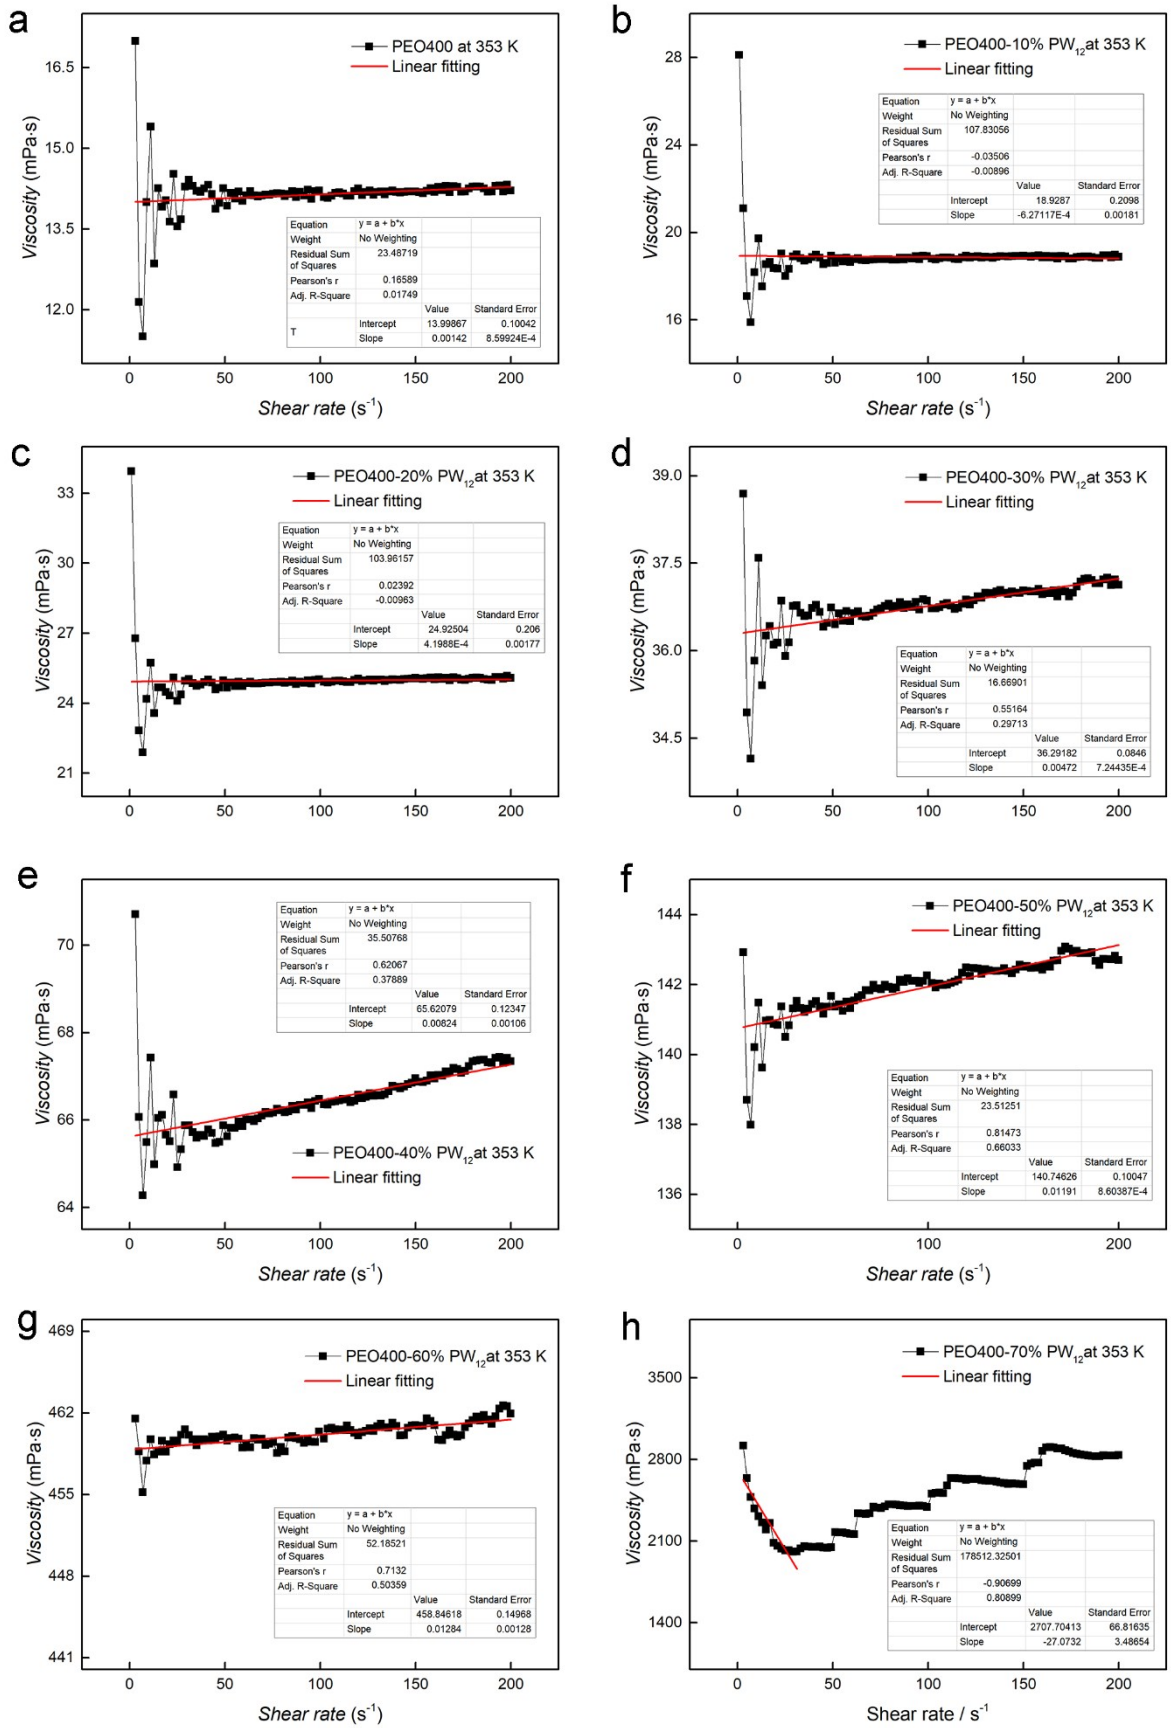 a
PEO400 at 353 K
Linear fitting
Viscosity (mPa·s)
16.5
15.0
13.5
12.0
Equation y = a + b*x
Weight No Weighting
Residual Sum of Squares 23.48719
Pearson's r 0.16589
Adj. R-Square 0.01749
Value Standard Error
T Intercept 13.99867 0.10042
Slope 0.00142 8.59924E-4
0 50 100 150 200
Shear rate (s-1)
b
PEO400-10% PW12at 353 K
Linear fitting
Viscosity (mPa·s)
28
24
20
16
Equation y = a + b*x
Weight No Weighting
Residual Sum of Squares 107.83056
Pearson's r -0.03506
Adj. R-Square -0.00896
Value Standard Error
Intercept 18.9287 0.2098
Slope -6.27117E-4 0.00181
0 50 100 150 200
Shear rate (s-1)
c
PEO400-20% PW12at 353 K
Linear fitting
Viscosity (mPa·s)
33
30
27
24
21
Equation y = a + b*x
Weight No Weighting
Residual Sum of Squares 103.96157
Pearson's r 0.02392
Adj. R-Square -0.00963
Value Standard Error
Intercept 24.92504 0.206
Slope 4.1988E-4 0.00177
0 50 100 150 200
Shear rate (s-1)
d
PEO400-30% PW12at 353 K
Linear fitting
Viscosity (mPa·s)
39.0
37.5
36.0
34.5
Equation y = a + b*x
Weight No Weighting
Residual Sum of Squares 16.66901
Pearson's r 0.55164
Adj. R-Square 0.29713
Value Standard Error
Intercept 36.29182 0.0846
Slope 0.00472 7.24435E-4
0 50 100 150 200
Shear rate (s-1)
e
Viscosity (mPa·s)
70
68
66
64
Equation y = a + b*x
Weight No Weighting
Residual Sum of Squares 35.50768
Pearson's r 0.62067
Adj. R-Square 0.37889
Value Standard Error
Intercept 65.62079 0.12347
Slope 0.00824 0.00106
PEO400-40% PW12at 353 K
Linear fitting
0 50 100 150 200
Shear rate (s-1)
f
PEO400-50% PW12at 353 K
Linear fitting
Viscosity (mPa·s)
144
142
140
138
136
Equation y = a + b*x
Weight No Weighting
Residual Sum of Squares 23.51251
Pearson's r 0.81473
Adj. R-Square 0.66033
Value Standard Error
Intercept 140.74626 0.10047
Slope 0.01191 8.60387E-4
0 50 100 150 200
Shear rate (s-1)
g
PEO400-60% PW12at 353 K
Linear fitting
Viscosity (mPa·s)
469
462
455
448
441
Equation y = a + b*x
Weight No Weighting
Residual Sum of Squares 52.18521
Pearson's r 0.7132
Adj. R-Square 0.50359
Value Standard Error
Intercept 458.84618 0.14968
Slope 0.01284 0.00128
0 50 100 150 200
Shear rate (s-1)
h
PEO400-70% PW12at 353 K
Linear fitting
Viscosity (mPa·s)
3500
2800
2100
1400
Equation y = a + b*x
Weight No Weighting
Residual Sum of Squares 178512.32501
Pearson's r -0.90699
Adj. R-Square 0.80899
Value Standard Error
Intercept 2707.70413 66.81635
Slope -27.0732 3.48654
0 50 100 150 200
Shear rate / s-1